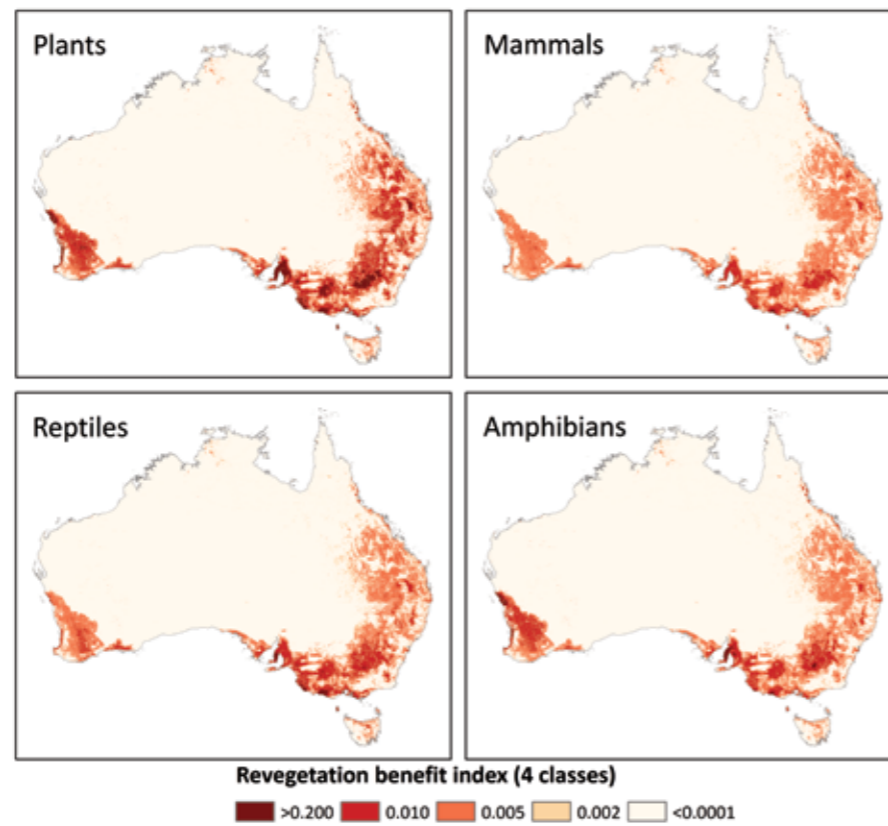 Plants
Mammals
Reptiles
Amphibians
Revegetation benefit index (4 classes)
>0.200 0.010 0.005 0.002 <0.0001